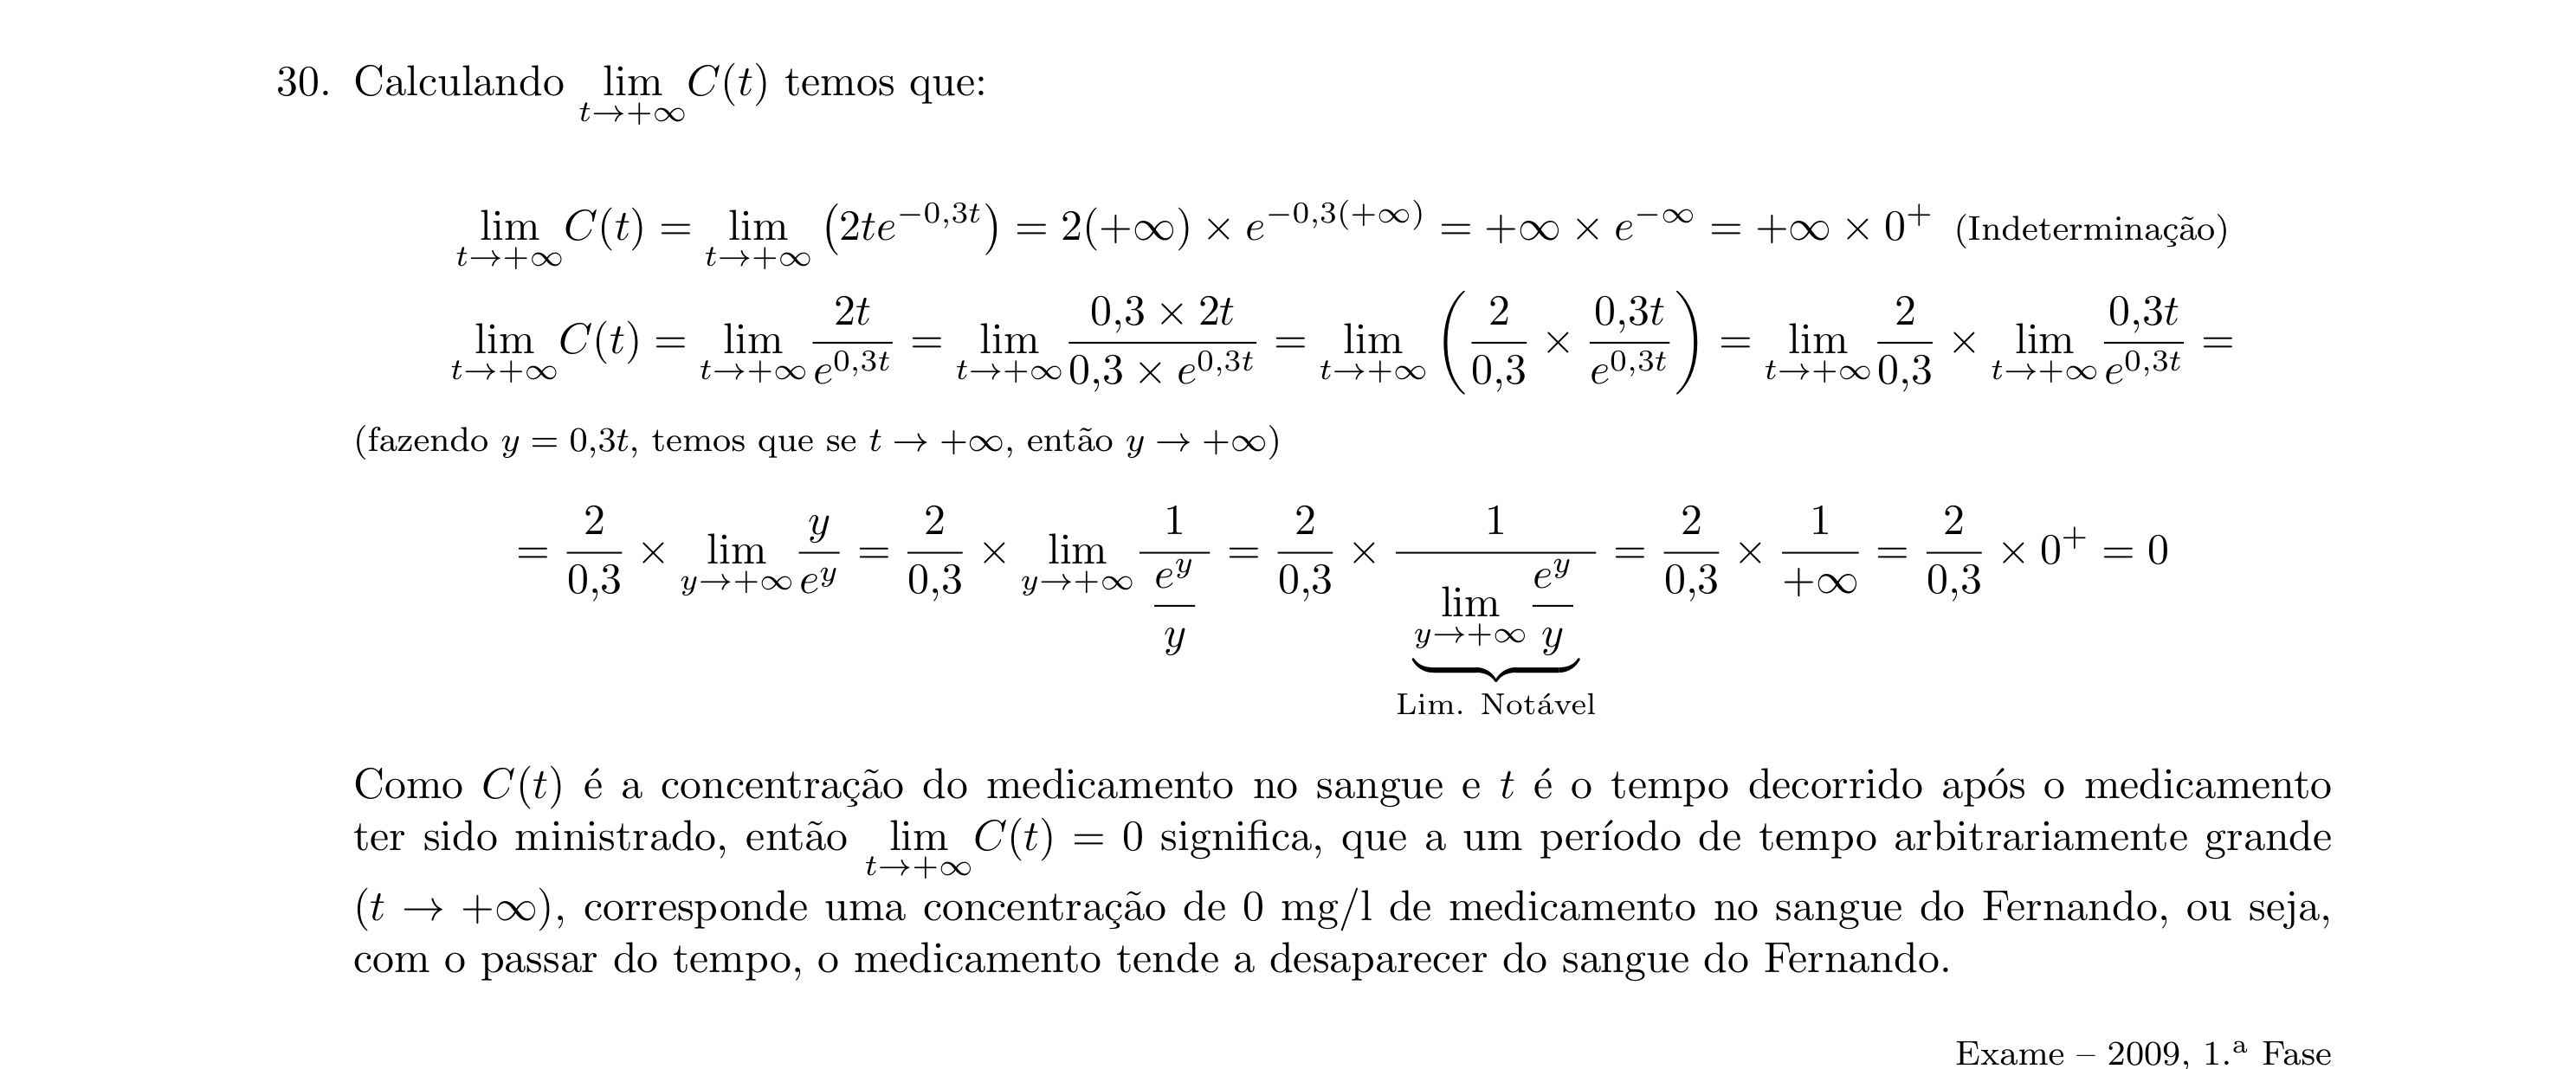 30. Calculando $\lim_{t \to +\infty} C(t)$ temos que:
$\lim_{t \to +\infty} C(t) = \lim_{t \to +\infty} \left(2te^{-0,3t}\right) = 2(+\infty) \times e^{-0,3(+\infty)} = +\infty \times e^{-\infty} = +\infty \times 0^+$ (Indeterminação)
$\lim_{t \to +\infty} C(t) = \lim_{t \to +\infty} \frac{2t}{e^{0,3t}} = \lim_{t \to +\infty} \frac{0,3 \times 2t}{0,3 \times e^{0,3t}} = \lim_{t \to +\infty} \left(\frac{2}{0,3} \times \frac{0,3t}{e^{0,3t}}\right) = \lim_{t \to +\infty} \frac{2}{0,3} \times \lim_{t \to +\infty} \frac{0,3t}{e^{0,3t}} =$
(fazendo $y = 0,3t$, temos que se $t \to +\infty$, então $y \to +\infty$)
$= \frac{2}{0,3} \times \lim_{y \to +\infty} \frac{y}{e^y} = \frac{2}{0,3} \times \lim_{y \to +\infty} \frac{1}{\frac{e^y}{y}} = \frac{2}{0,3} \times \frac{1}{\underbrace{\lim_{y \to +\infty} \frac{e^y}{y}}_{\text{Lim. Notável}}} = \frac{2}{0,3} \times \frac{1}{+\infty} = \frac{2}{0,3} \times 0^+ = 0$
Como $C(t)$ é a concentração do medicamento no sangue e $t$ é o tempo decorrido após o medicamento
ter sido ministrado, então $\lim_{t \to +\infty} C(t) = 0$ significa, que a um período de tempo arbitrariamente grande
($t \to +\infty$), corresponde uma concentração de 0 mg/l de medicamento no sangue do Fernando, ou seja,
com o passar do tempo, o medicamento tende a desaparecer do sangue do Fernando.
Exame – 2009, 1.ª Fase